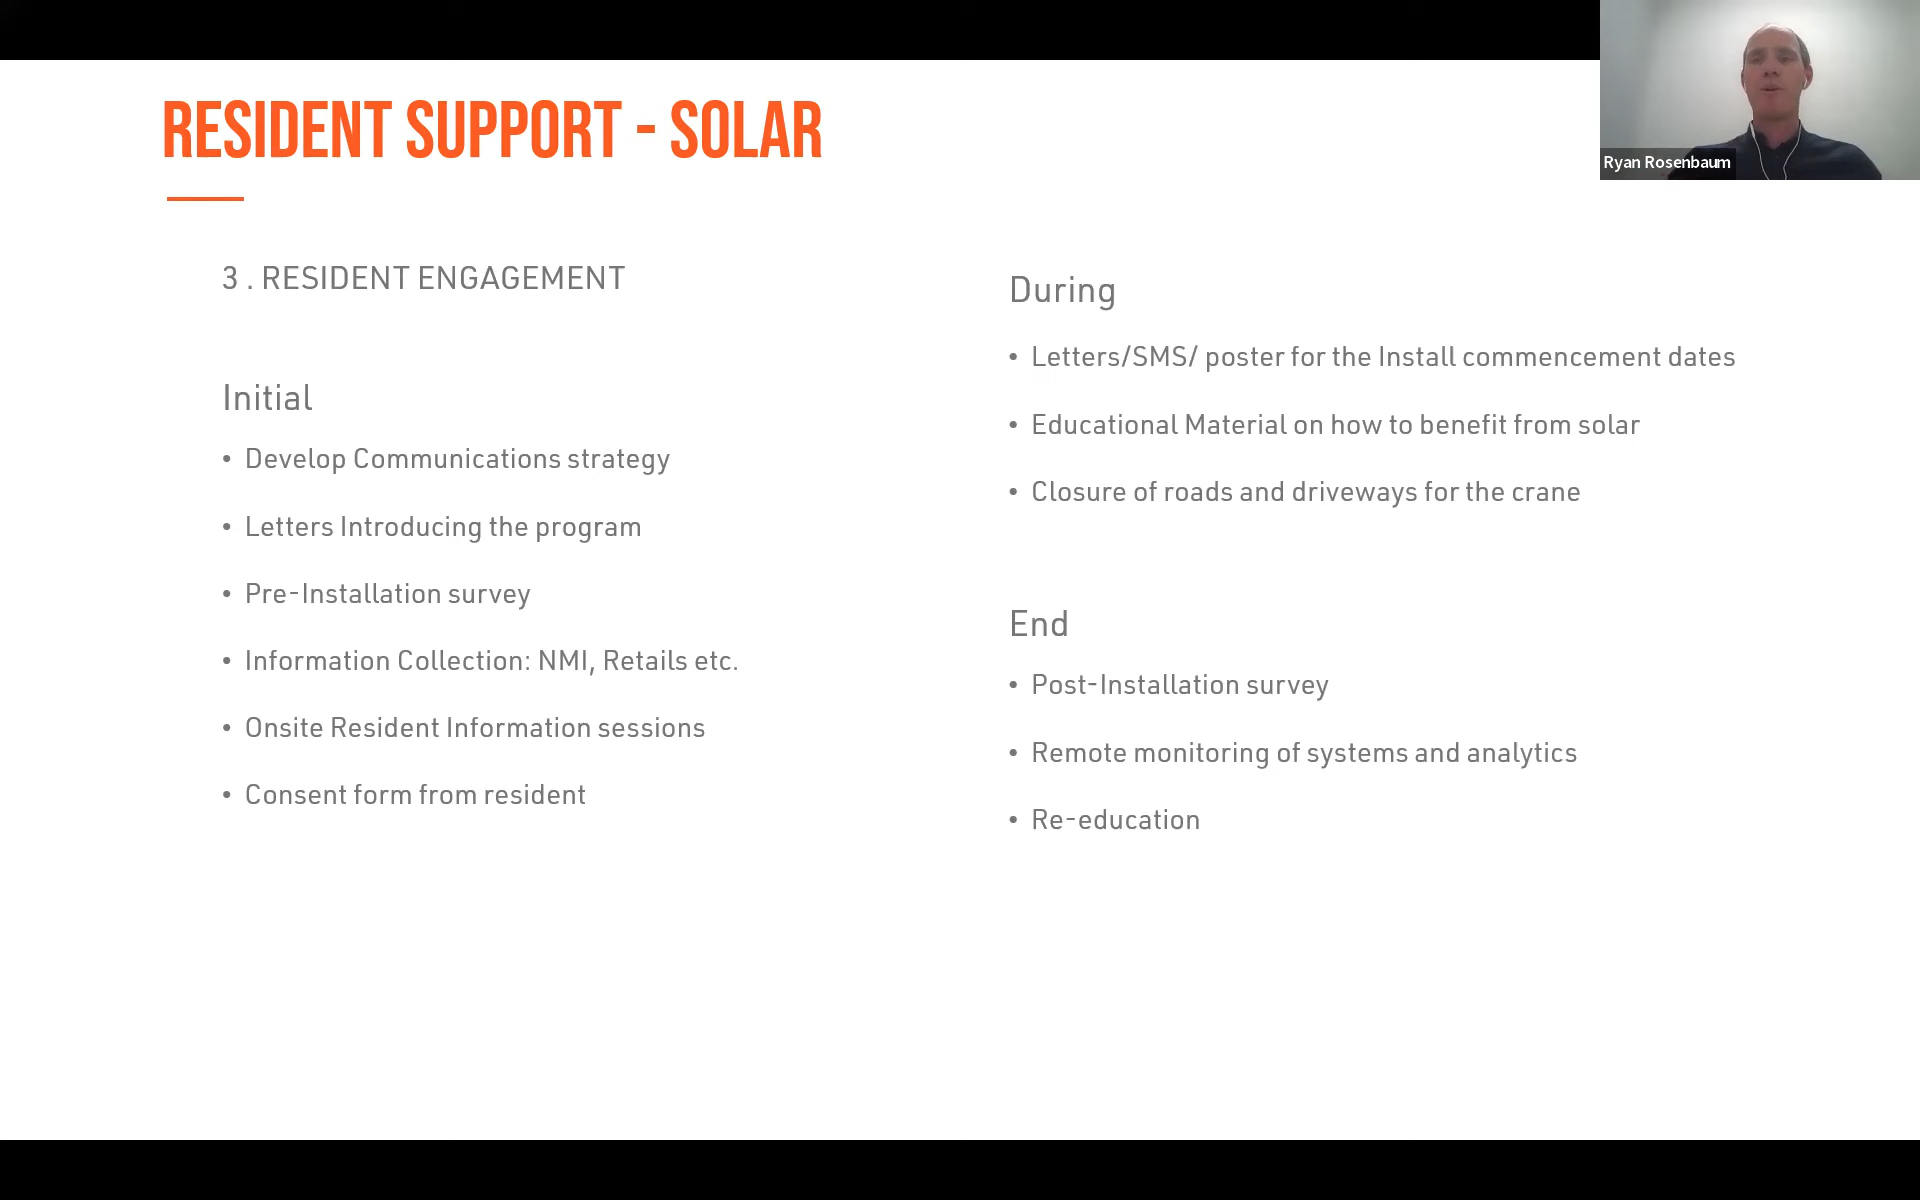 RESIDENT SUPPORT - SOLAR
Ryan Rosenbaum
3 . RESIDENT ENGAGEMENT
Initial
• Develop Communications strategy
• Letters Introducing the program
• Pre-Installation survey
• Information Collection: NMI, Retails etc.
• Onsite Resident Information sessions
• Consent form from resident
During
• Letters/SMS/ poster for the Install commencement dates
• Educational Material on how to benefit from solar
• Closure of roads and driveways for the crane
End
• Post-Installation survey
• Remote monitoring of systems and analytics
• Re-education